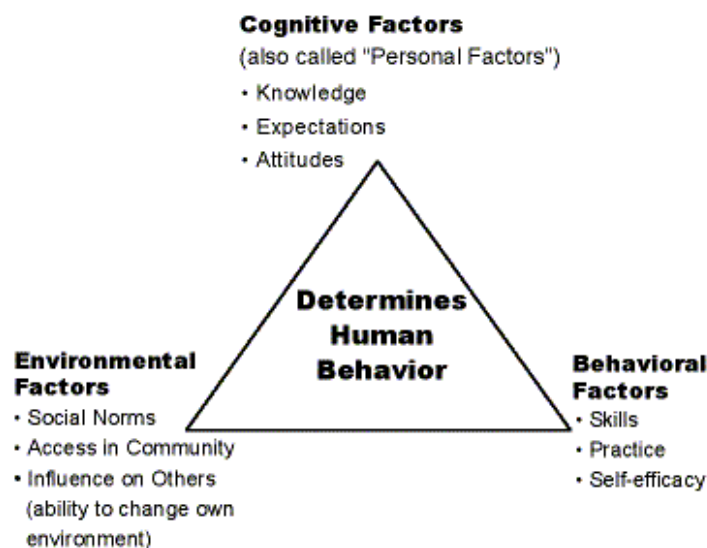 Cognitive Factors
(also called "Personal Factors")
• Knowledge
• Expectations
• Attitudes
Determines
Human
Behavior
Environmental
Factors
• Social Norms
• Access in Community
• Influence on Others
(ability to change own
environment)
Behavioral
Factors
• Skills
• Practice
• Self-efficacy